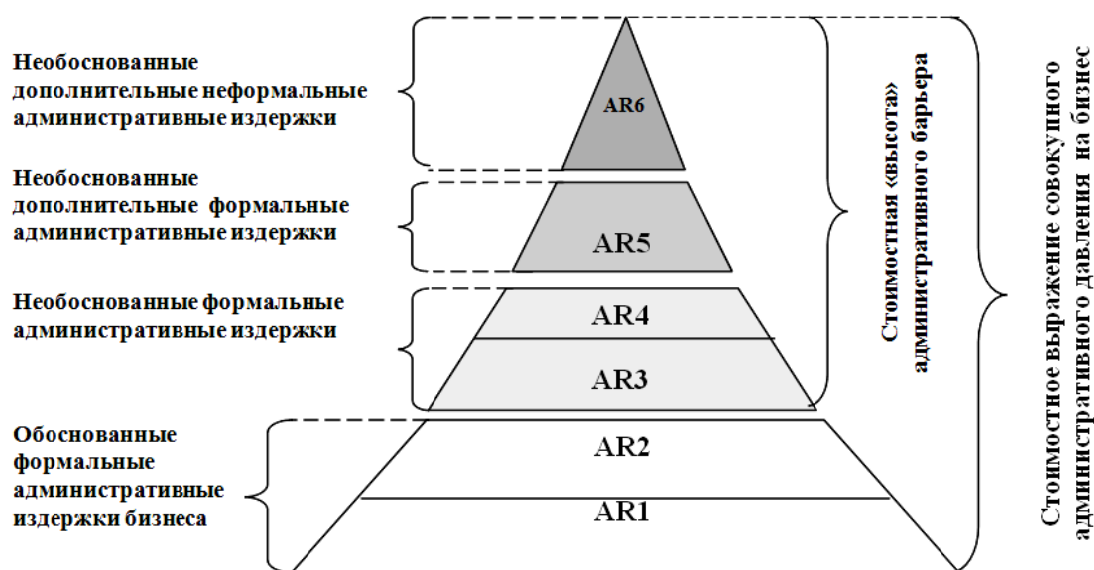 Необоснованные
дополнительные неформальные
административные издержки
AR6
Необоснованные
дополнительные формальные
административные издержки
AR5
Необоснованные формальные
административные издержки
AR4
AR3
Обоснованные
формальные
административные
издержки бизнеса
AR2
AR1
Стоимостная «высота»
административного барьера
Стоимостное выражение совокупного
административного давления на бизнес